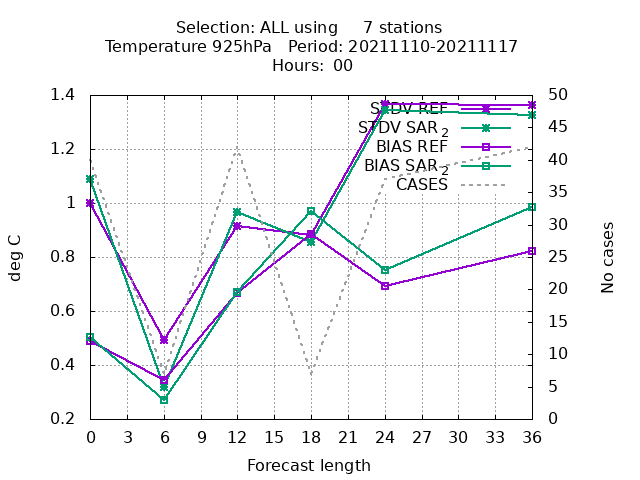 Selection: ALL using     7 stations
Temperature 925hPa   Period: 20211110-20211117
Hours:  00
1.4
1.2
1
0.8
0.6
0.4
0.2
deg C
50
45
40
35
30
25
20
15
10
5
0
No cases
STDV REF
STDV SAR2
BIAS REF
BIAS SAR2
CASES
0 3 6 9 12 15 18 21 24 27 30 33 36
Forecast length